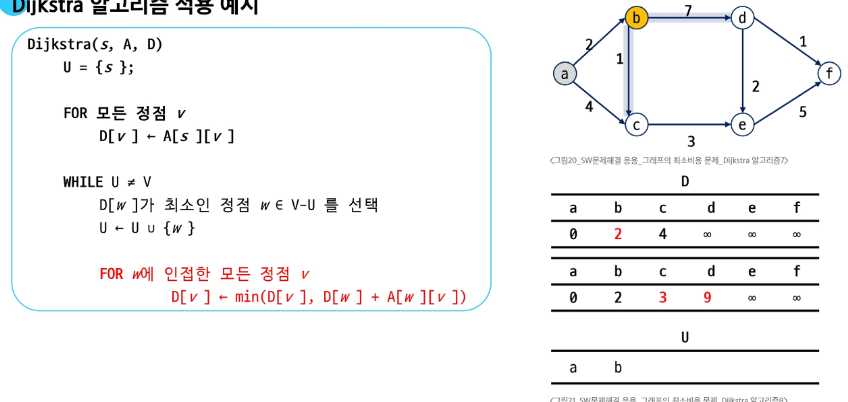 Dijkstra 알고리즘 적용 예시
Dijkstra(s, A, D)
U = {s };
FOR 모든 정점 v
D[v ] ← A[s ][v ]
WHILE U ≠ V
D[w ]가 최소인 정점 w ∈ V-U 를 선택
U ← U ∪ {w }
FOR w에 인접한 모든 정점 v
D[v ] ← min(D[v ], D[w ] + A[w ][v ])
b 7 d
2 1
1
a f
2
4 5
c e
3
<그림20_SW문제해결 응용_그래프의 최소비용 문제_Dijkstra 알고리즘7>
D
a b c d e f
0 2 4 ∞ ∞ ∞
a b c d e f
0 2 3 9 ∞ ∞
U
a b
<그림21_SW문제해결 응용_그래프의 최소비용 문제_Dijkstra 알고리즘8>